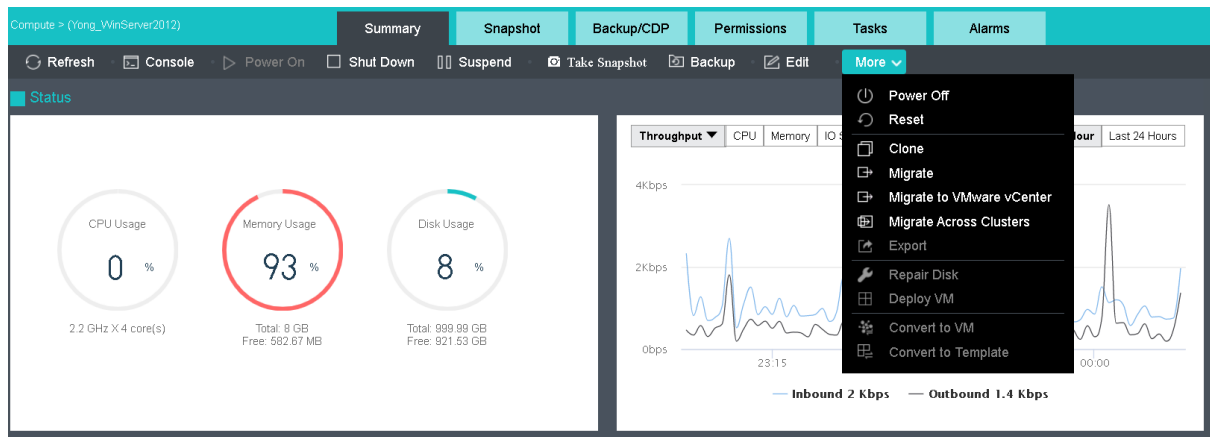 Compute > (Yong_WinServer2012)
Summary
Snapshot
Backup/CDP
Permissions
Tasks
Alarms
Refresh
Console
Power On
Shut Down
Suspend
Take Snapshot
Backup
Edit
More
Status
Power Off
Reset
Clone
Migrate
Migrate to VMware vCenter
Migrate Across Clusters
Export
Repair Disk
Deploy VM
Convert to VM
Convert to Template
CPU Usage
0 %
2.2 GHz X 4 core(s)
Memory Usage
93 %
Total: 8 GB
Free: 582.67 MB
Disk Usage
8 %
Total: 999.99 GB
Free: 921.53 GB
Throughput
CPU
Memory
IO S
Hour
Last 24 Hours
4Kbps
2Kbps
0bps
23:15
00:00
Inbound 2 Kbps
Outbound 1.4 Kbps